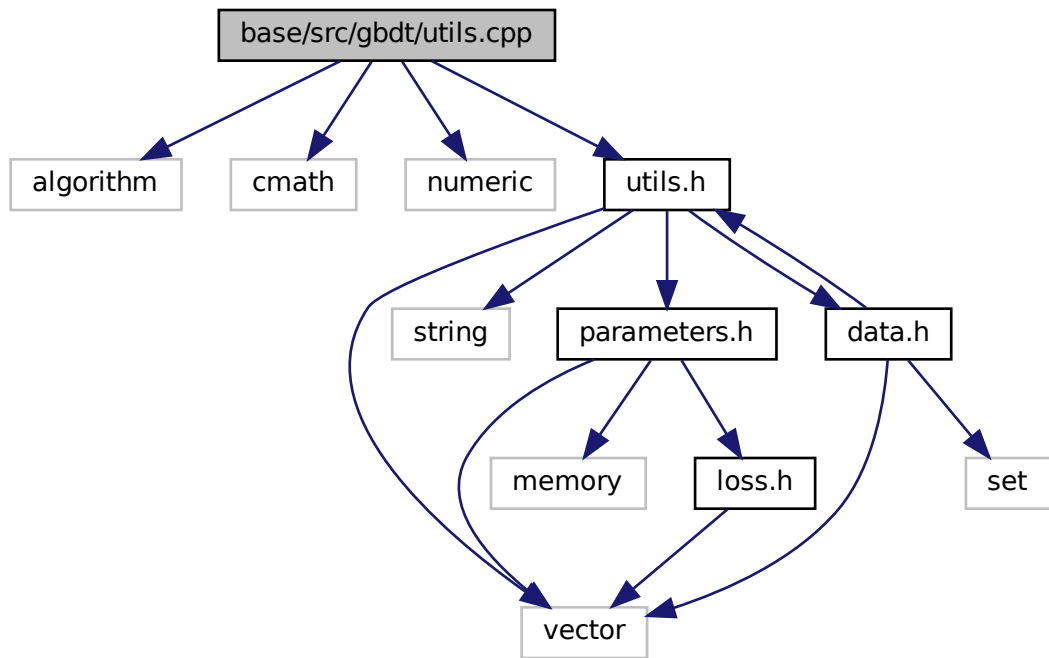 base/src/gbdt/utils.cpp
algorithm
cmath
numeric
utils.h
string
parameters.h
data.h
memory
loss.h
set
vector